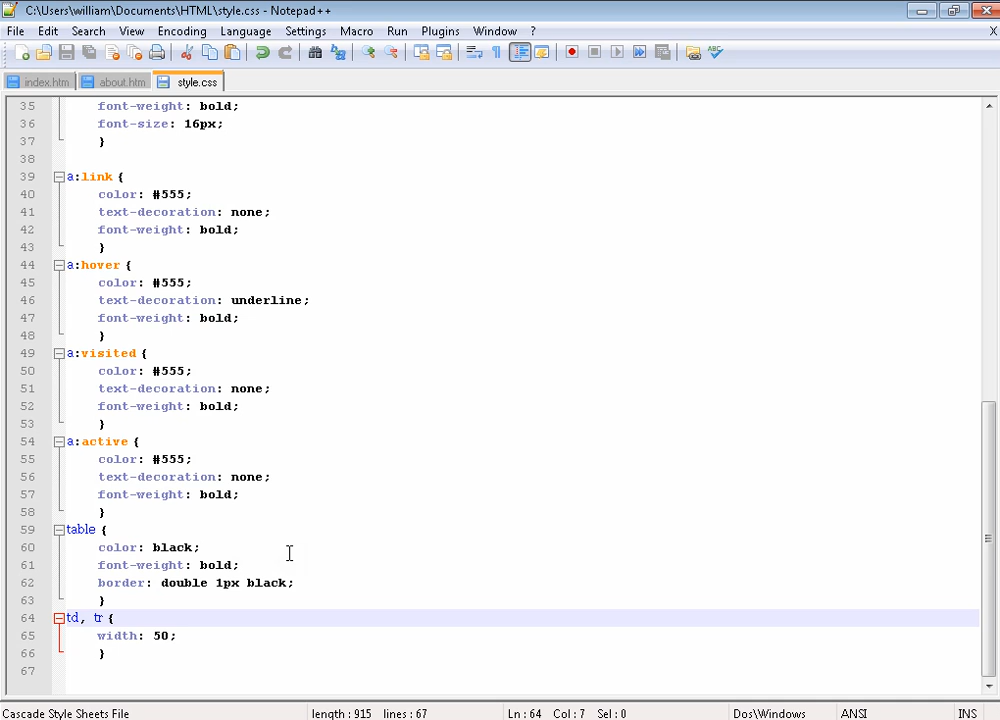 C:\Users\william\Documents\HTML\style.css - Notepad++
File Edit Search View Encoding Language Settings Macro Run Plugins Window ? X
index.htm about.htm style.css
35 font-weight: bold;
36 font-size: 16px;
37 }
38
39 a:link {
40 color: #555;
41 text-decoration: none;
42 font-weight: bold;
43 }
44 a:hover {
45 color: #555;
46 text-decoration: underline;
47 font-weight: bold;
48 }
49 a:visited {
50 color: #555;
51 text-decoration: none;
52 font-weight: bold;
53 }
54 a:active {
55 color: #555;
56 text-decoration: none;
57 font-weight: bold;
58 }
59 table {
60 color: black;
61 font-weight: bold;
62 border: double 1px black;
63 }
64 td, tr {
65 width: 50;
66 }
67
Cascade Style Sheets File length : 915 lines : 67 Ln : 64 Col : 7 Sel : 0 Dos\Windows ANSI INS